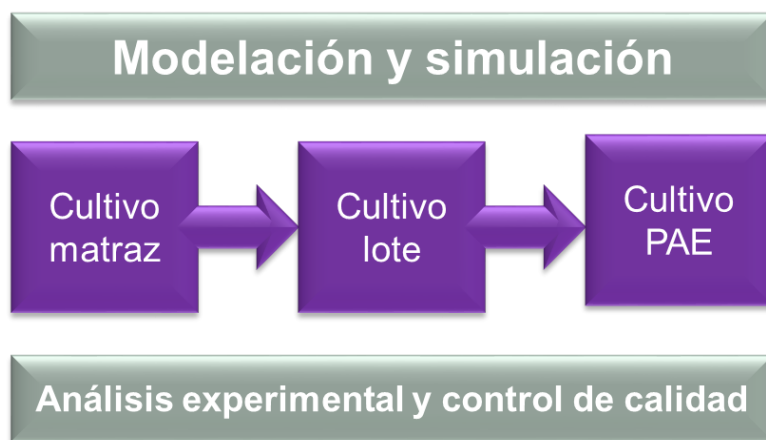 Modelación y simulación
Cultivo
matraz
Cultivo
lote
Cultivo
PAE
Análisis experimental y control de calidad